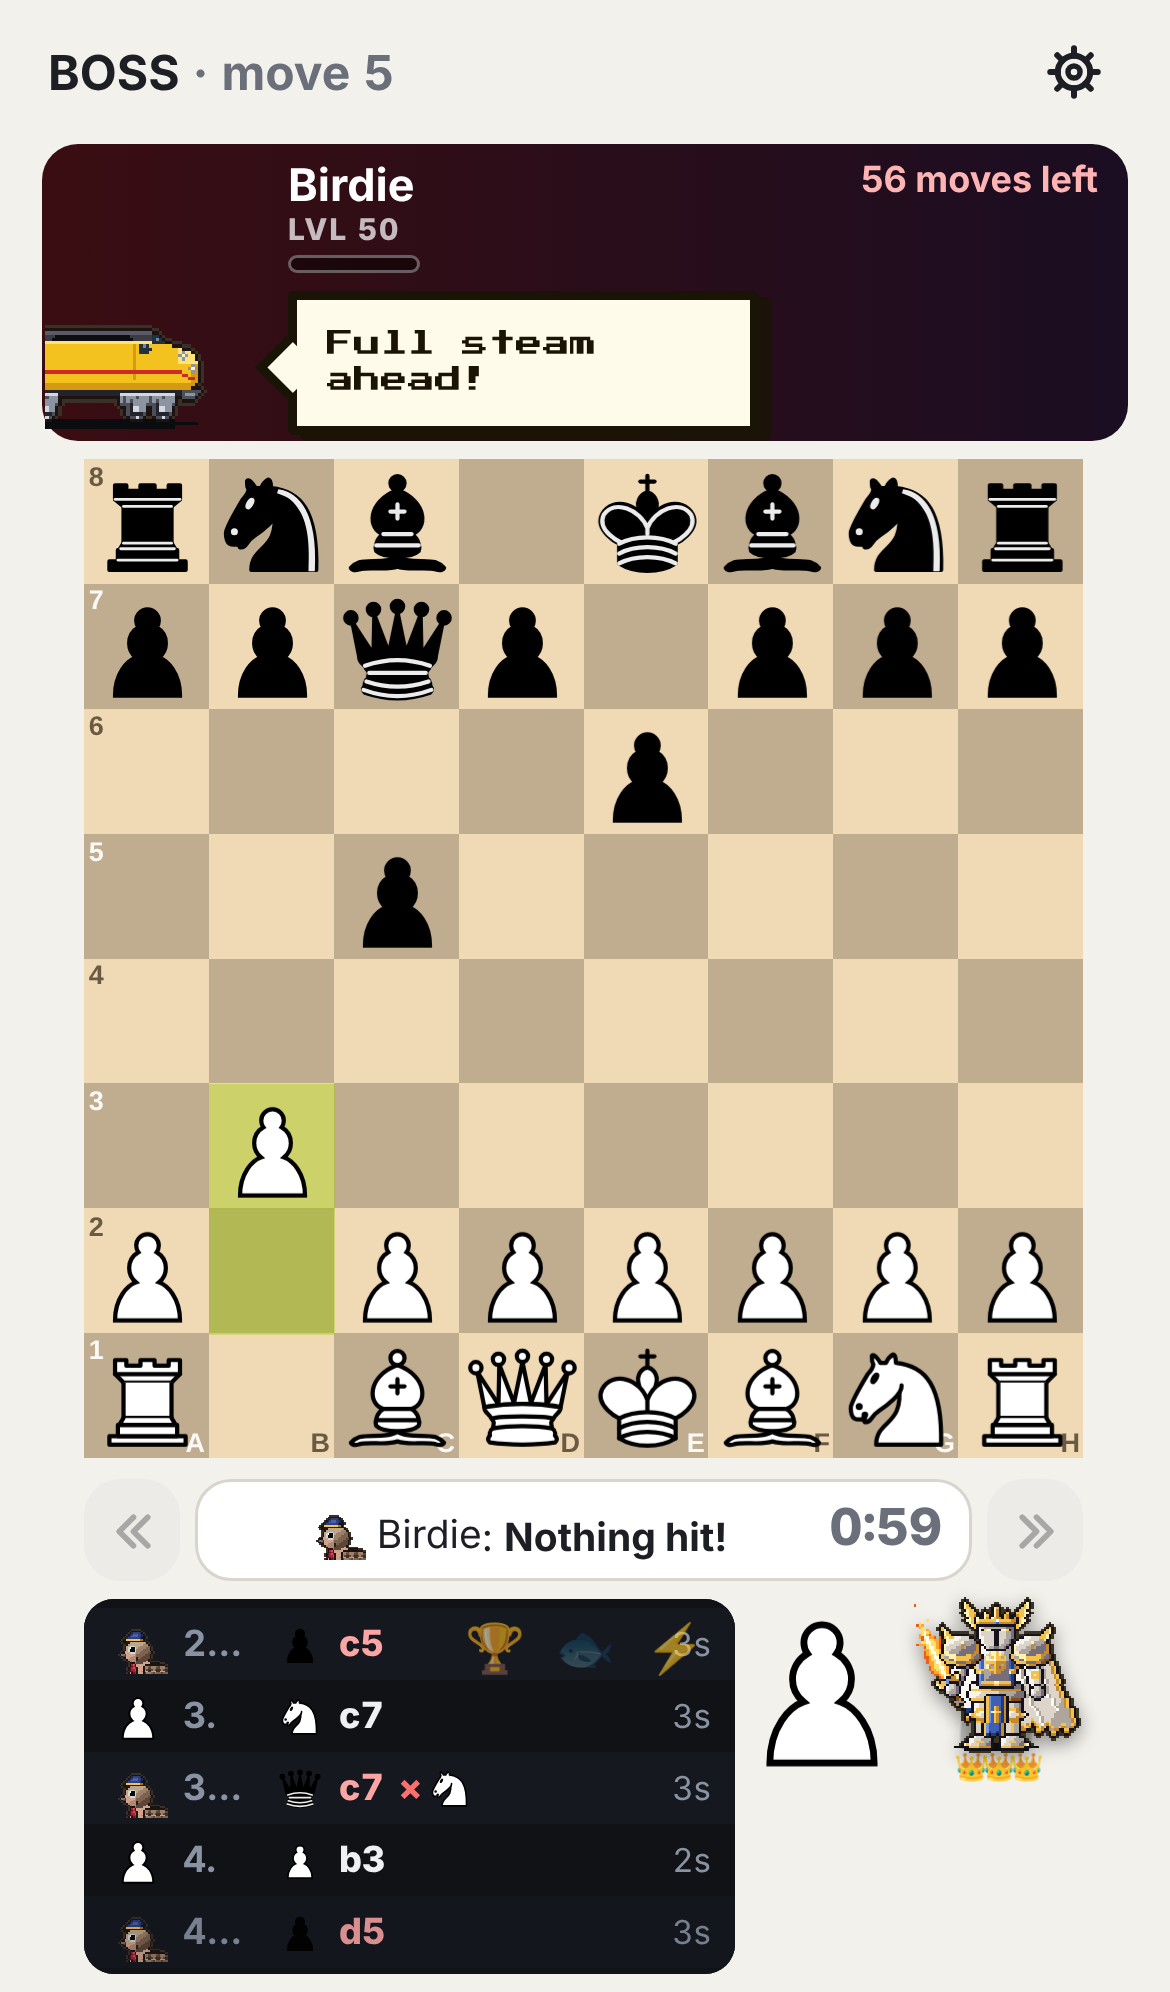 BOSS · move 5
Birdie
56 moves left
LVL 50
Full steam
ahead!
8
7
6
5
4
3
2
1
A B C D E F G H
Birdie: Nothing hit! 0:59
2... c5 3s
3. c7 3s
3... c7 × 3s
4. b3 2s
4... d5 3s